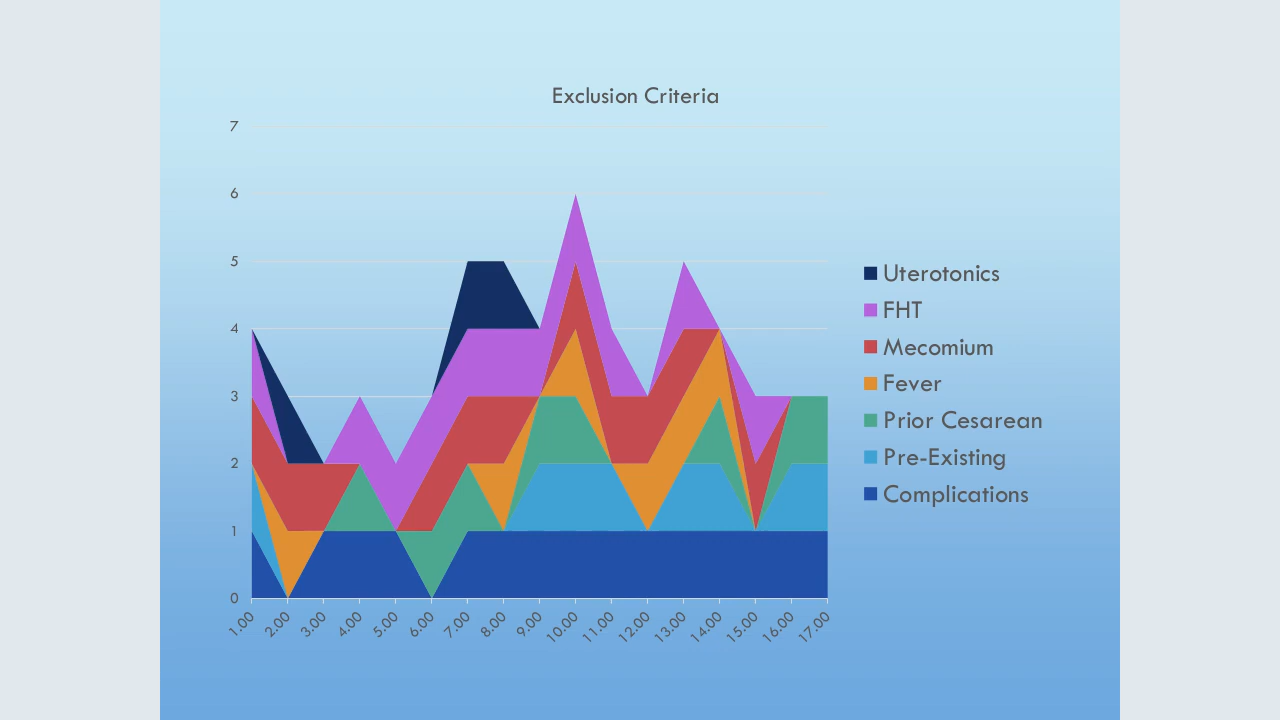 Exclusion Criteria
7
6
5
4
3
2
1
0
1.00 2.00 3.00 4.00 5.00 6.00 7.00 8.00 9.00 10.00 11.00 12.00 13.00 14.00 15.00 16.00 17.00
Uterotonics
FHT
Mecomium
Fever
Prior Cesarean
Pre-Existing
Complications